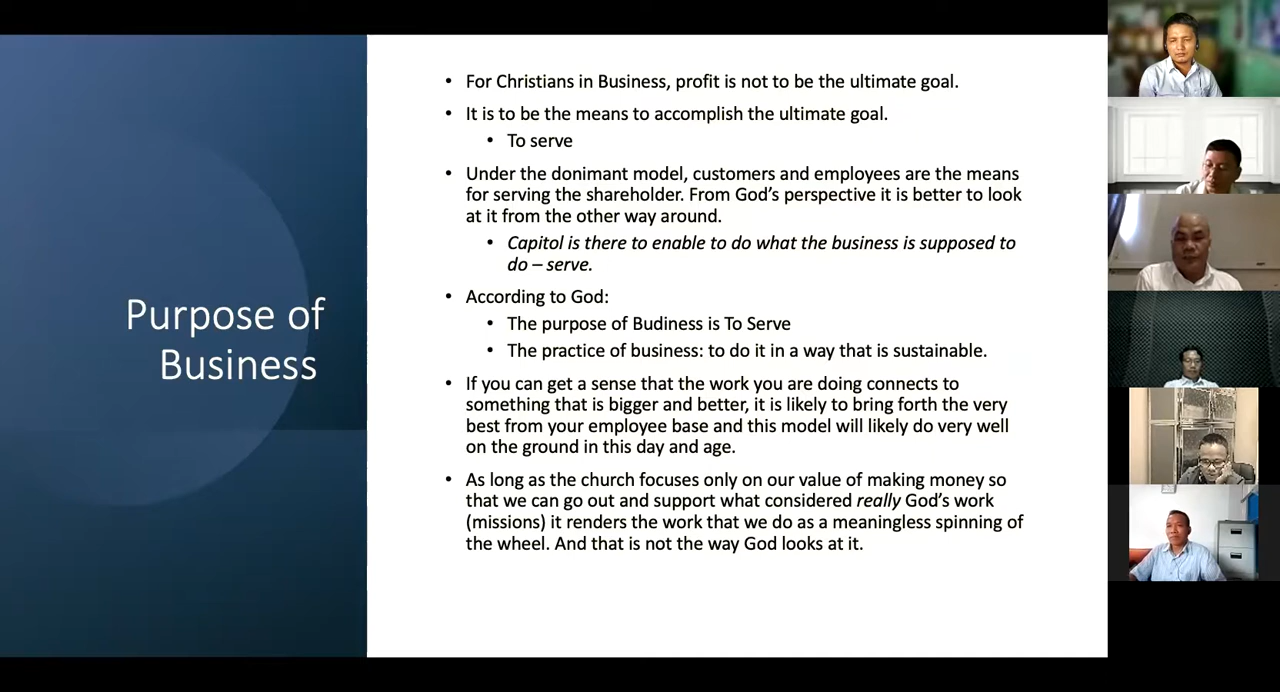 Purpose of
Business
• For Christians in Business, profit is not to be the ultimate goal.
• It is to be the means to accomplish the ultimate goal.
• To serve
• Under the donimant model, customers and employees are the means
for serving the shareholder. From God's perspective it is better to look
at it from the other way around.
• Capitol is there to enable to do what the business is supposed to
do – serve.
• According to God:
• The purpose of Budiness is To Serve
• The practice of business: to do it in a way that is sustainable.
• If you can get a sense that the work you are doing connects to
something that is bigger and better, it is likely to bring forth the very
best from your employee base and this model will likely do very well
on the ground in this day and age.
• As long as the church focuses only on our value of making money so
that we can go out and support what considered really God's work
(missions) it renders the work that we do as a meaningless spinning of
the wheel. And that is not the way God looks at it.